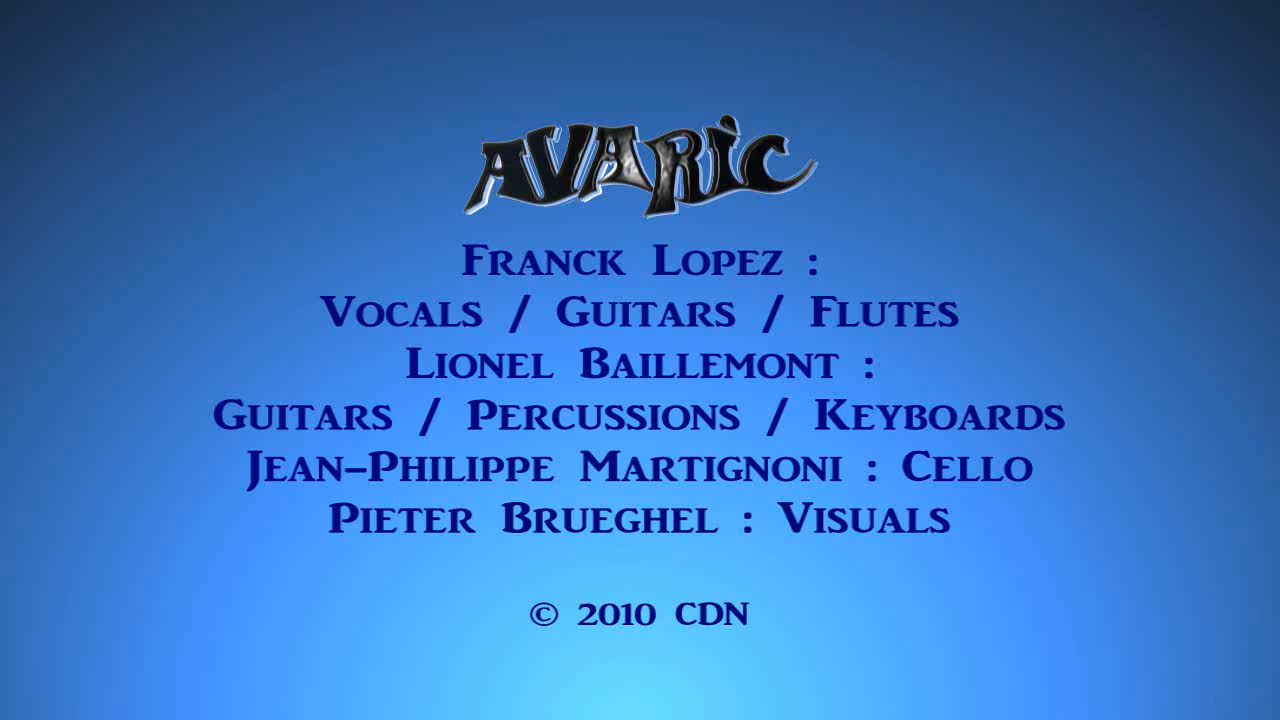 AVARIC
Franck Lopez :
Vocals / Guitars / Flutes
Lionel Baillemont :
Guitars / Percussions / Keyboards
Jean-Philippe Martignoni : Cello
Pieter Brueghel : Visuals
© 2010 CDN